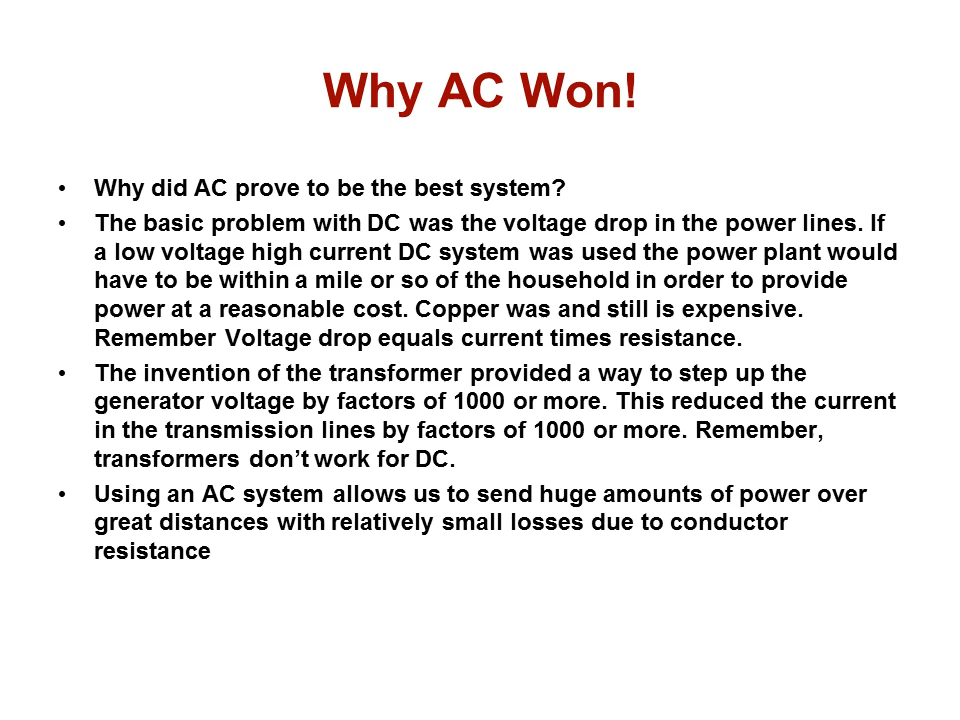 Why AC Won!
• Why did AC prove to be the best system?
• The basic problem with DC was the voltage drop in the power lines. If
a low voltage high current DC system was used the power plant would
have to be within a mile or so of the household in order to provide
power at a reasonable cost. Copper was and still is expensive.
Remember Voltage drop equals current times resistance.
• The invention of the transformer provided a way to step up the
generator voltage by factors of 1000 or more. This reduced the current
in the transmission lines by factors of 1000 or more. Remember,
transformers don’t work for DC.
• Using an AC system allows us to send huge amounts of power over
great distances with relatively small losses due to conductor
resistance